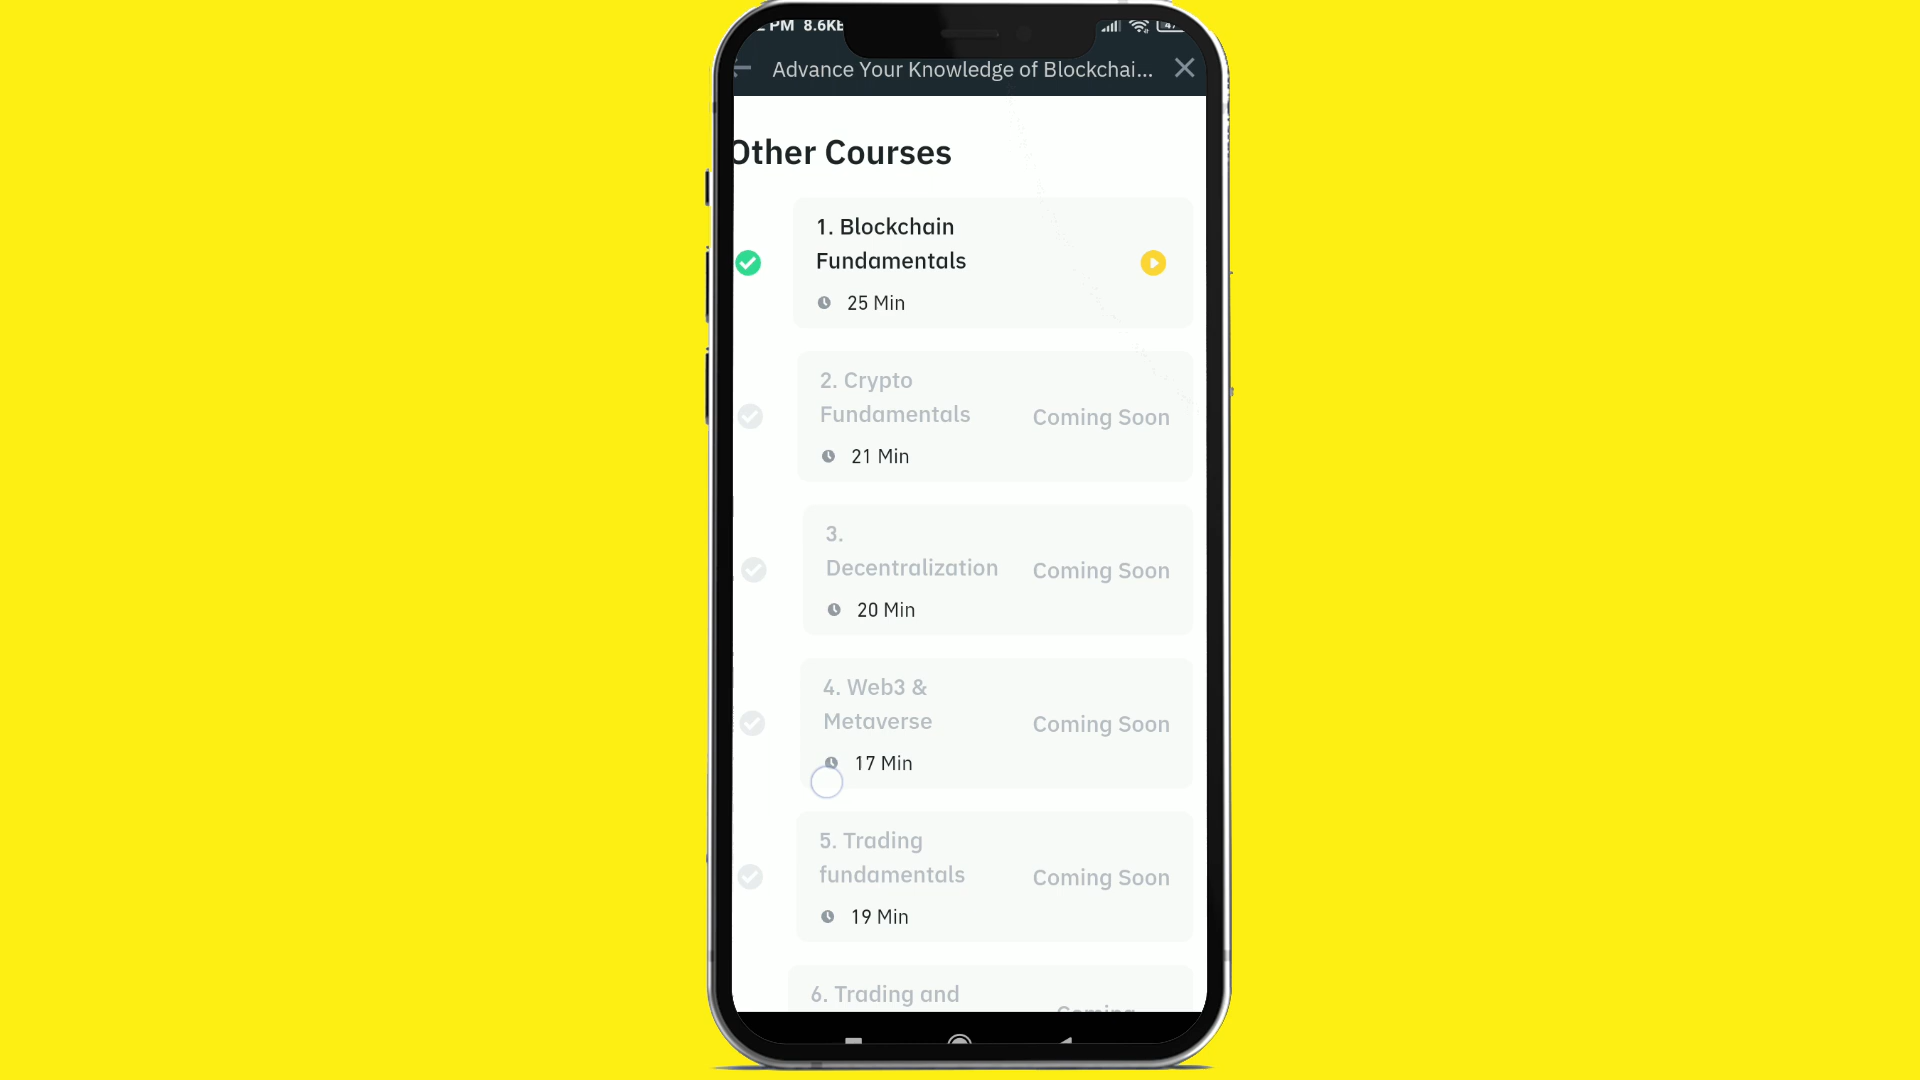 PM 8.6KB
Advance Your Knowledge of Blockchai...
Other Courses
1. Blockchain
Fundamentals
25 Min
2. Crypto
Fundamentals
Coming Soon
21 Min
3.
Decentralization
Coming Soon
20 Min
4. Web3 &
Metaverse
Coming Soon
17 Min
5. Trading
fundamentals
Coming Soon
19 Min
6. Trading and
Coming